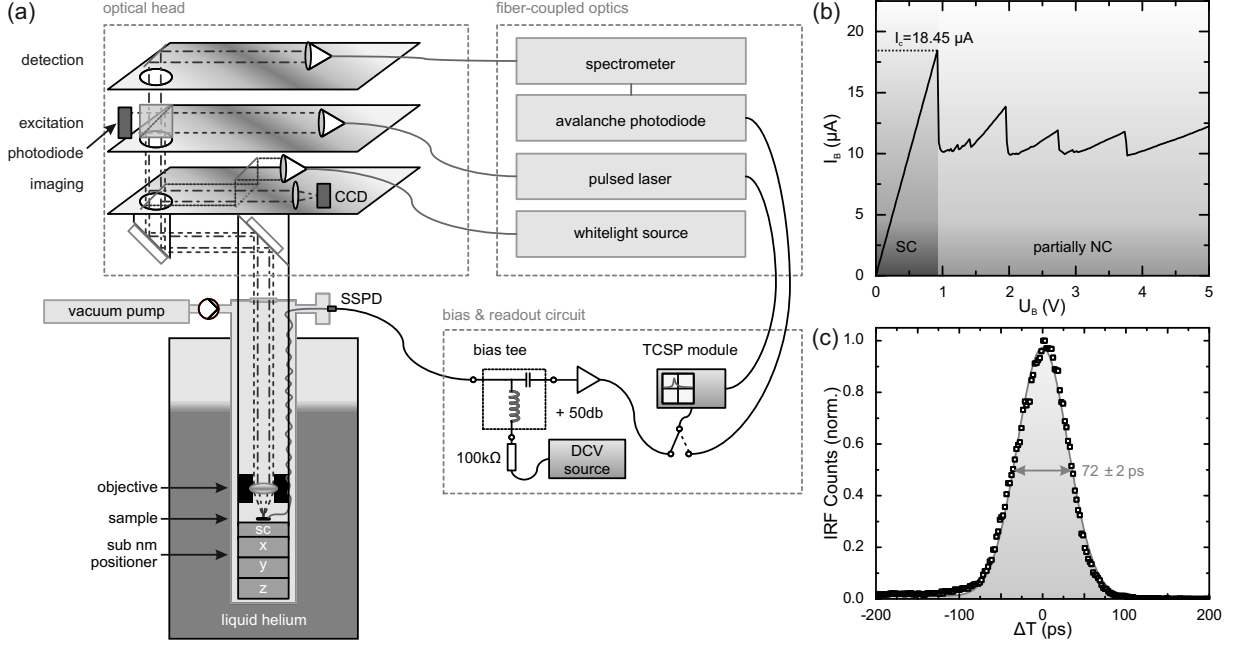 (a)
optical head
fiber-coupled optics
detection
excitation
photodiode
imaging
CCD
spectrometer
avalanche photodiode
pulsed laser
whitelight source
vacuum pump
SSPD
bias & readout circuit
bias tee
TCSP module
+ 50db
100kΩ
DCV
source
objective
sample
sub nm
positioner
sc
x
y
z
liquid helium
(b)
I_c=18.45 μA
I_B (μA)
20
15
10
5
0
SC
partially NC
0 1 2 3 4 5
U_B (V)
(c)
IRF Counts (norm.)
1.0
0.8
0.6
0.4
0.2
0.0
72 ± 2 ps
-200 -100 0 100 200
ΔT (ps)